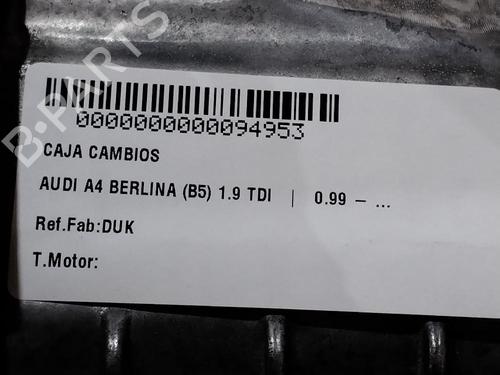 B-PARTS
0000000000094953
CAJA CAMBIOS
AUDI A4 BERLINA (B5) 1.9 TDI | 0.99 – ...
Ref.Fab:DUK
T.Motor: